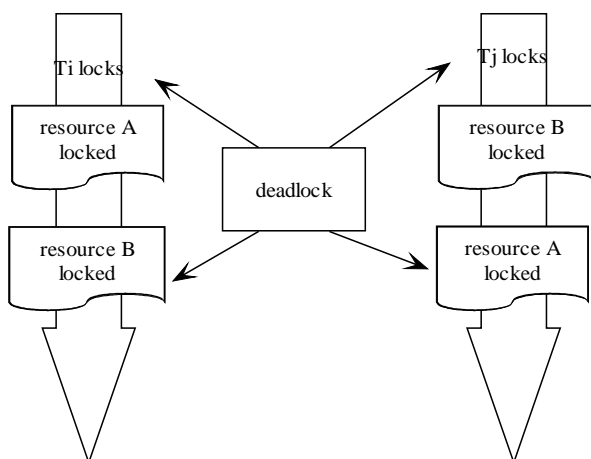 Ti locks
Tj locks
resource A
locked
resource B
locked
deadlock
resource B
locked
resource A
locked